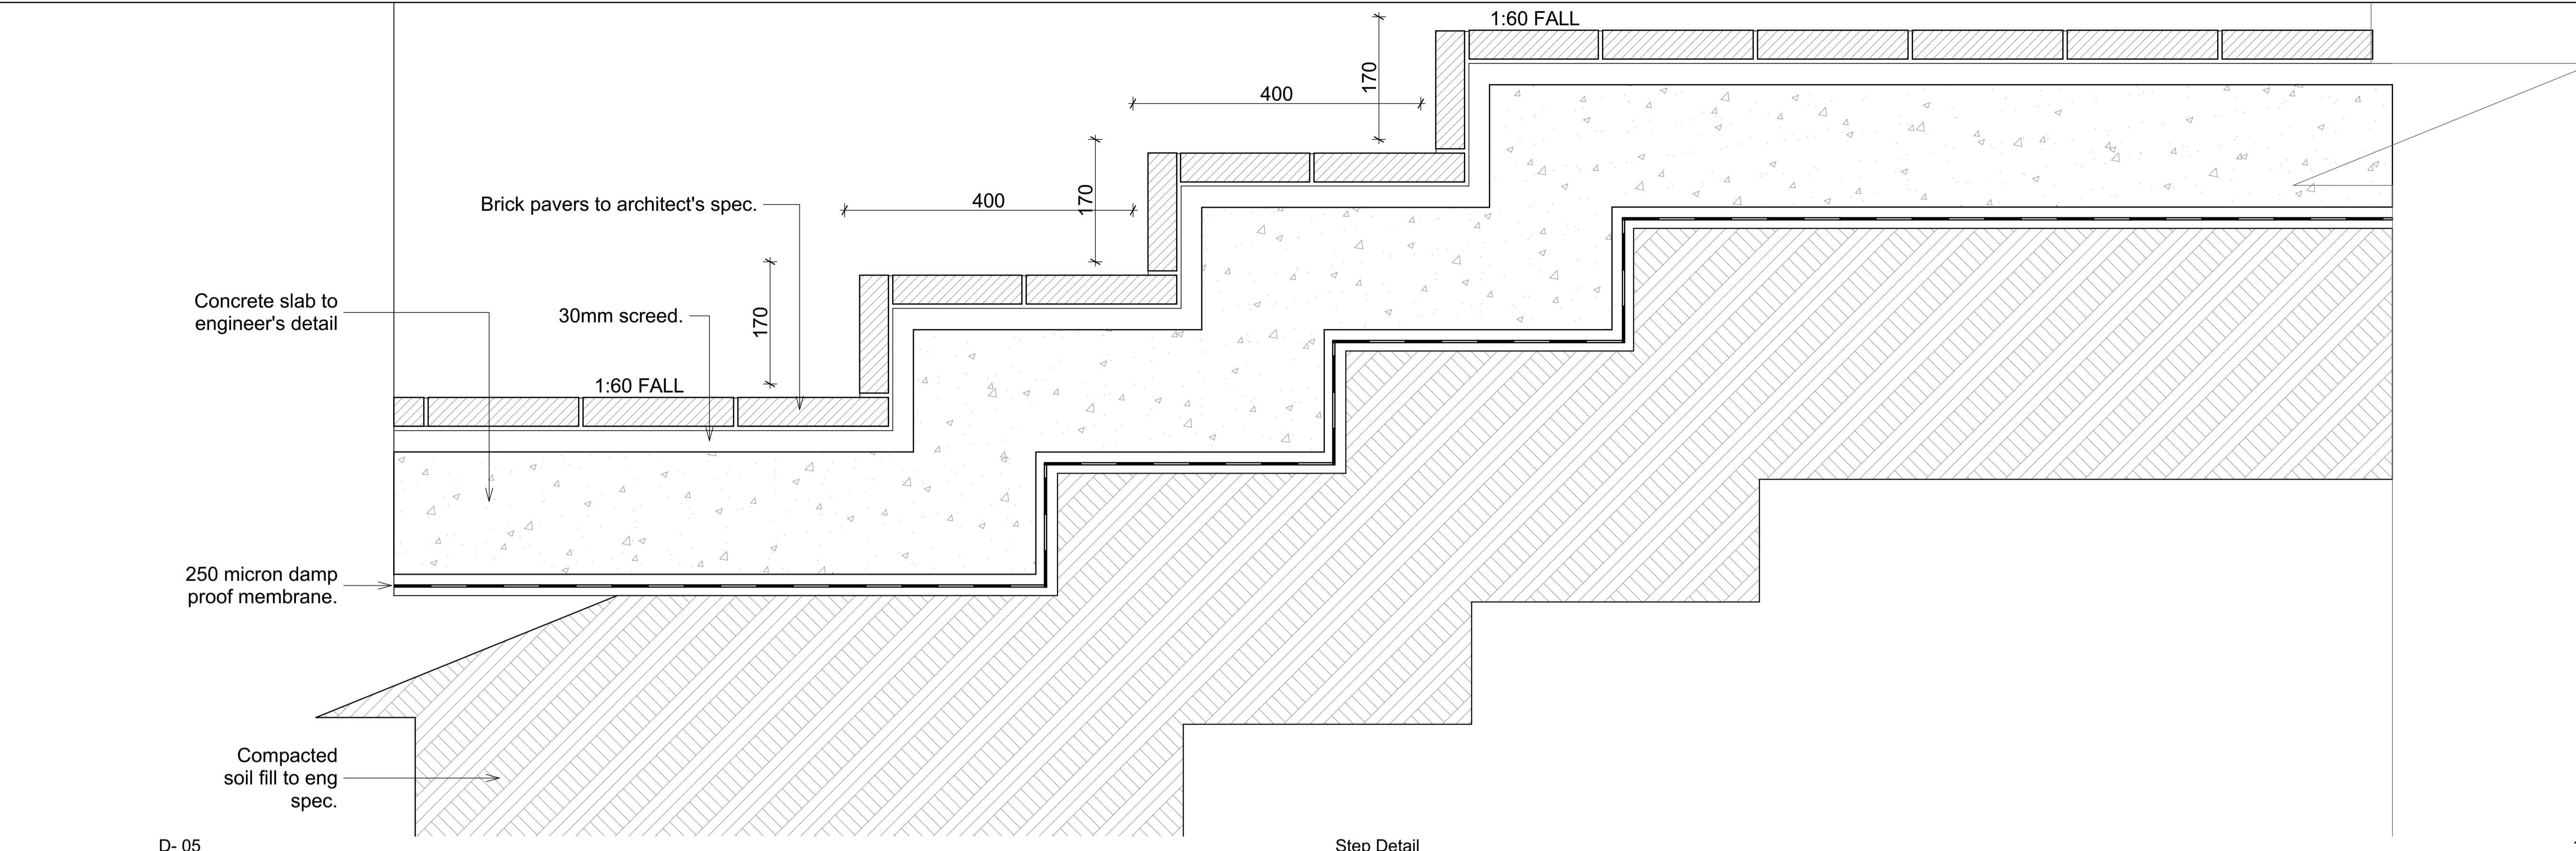 1:60 FALL
170
400
170
400
Brick pavers to architect's spec.
Concrete slab to
engineer's detail
30mm screed.
170
1:60 FALL
250 micron damp
proof membrane.
Compacted
soil fill to eng
spec.
D- 05
Step Detail